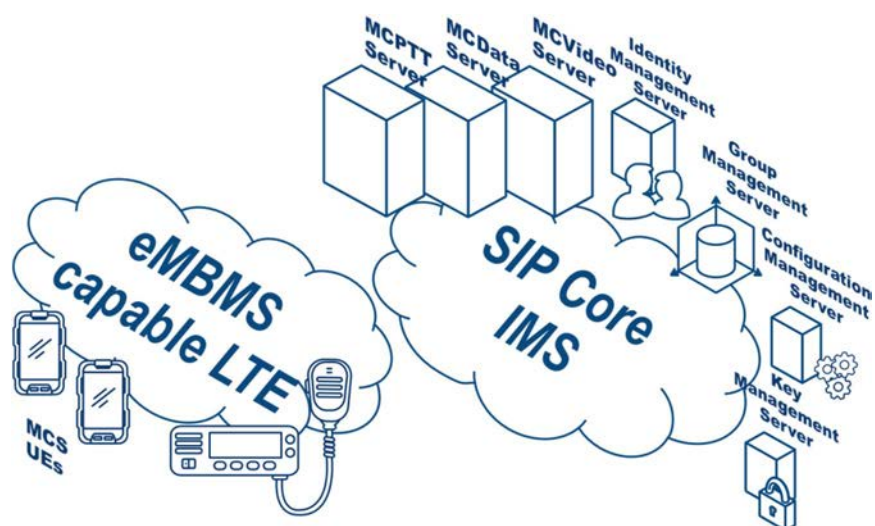 MCPTT
Server
MCData
Server
MCVideo
Server
Identity
Management
Server
Group
Management
Server
Configuration
Management
Server
Key
Management
Server
SIP Core
IMS
eMBMS
capable LTE
MCS
UEs